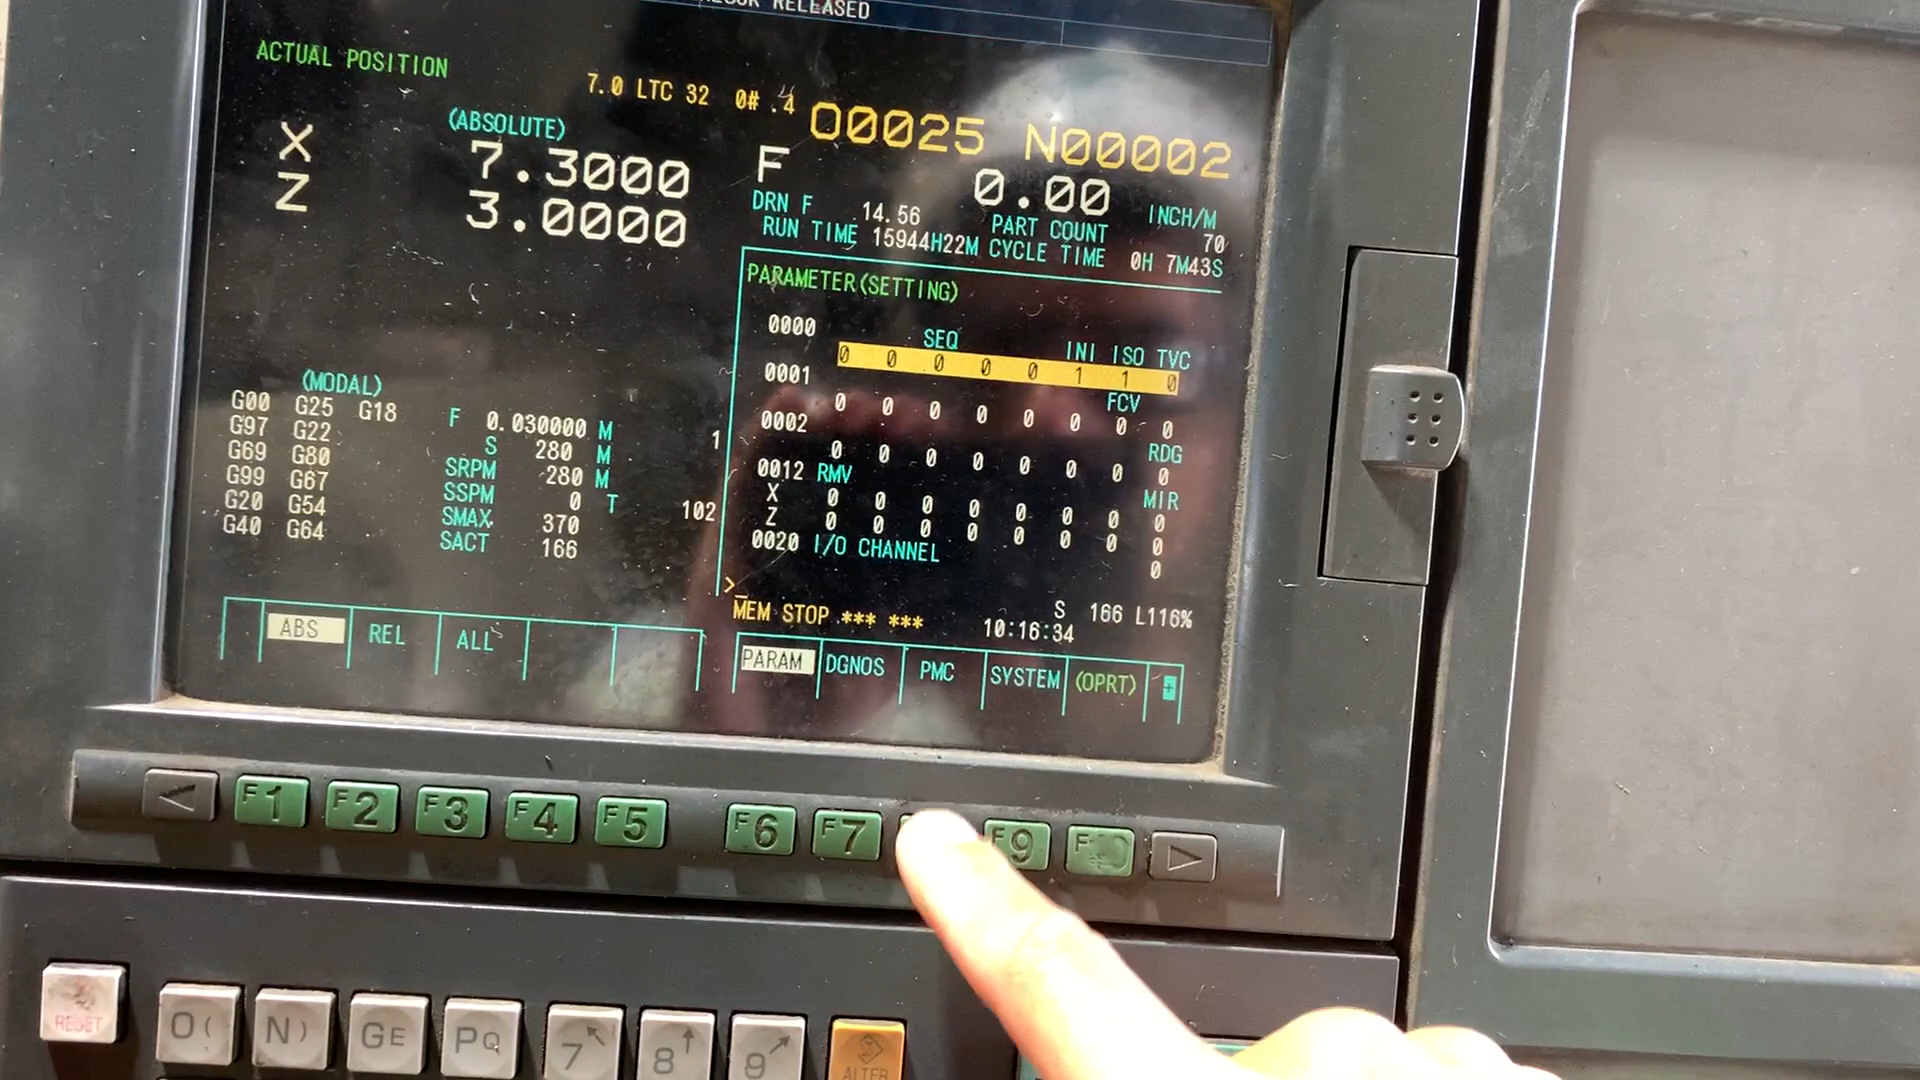 RELEASED
ACTUAL POSITION
7.0 LTC 32 0# .4
O0025 N00002
(ABSOLUTE)
X 7.3000
Z 3.0000
F 0.00 INCH/M
DRN F 14.56 PART COUNT 70
RUN TIME 15944H22M CYCLE TIME 0H 7M43S
PARAMETER(SETTING)
0000 SEQ INI ISO TVC
0 0 0 0 0 1 1 0
0001 FCV
0 0 0 0 0 0 0 0
0002 RDG
0 0 0 0 0 0 0 0
0012 RMV MIR
X 0 0 0 0 0 0 0 0
Z 0 0 0 0 0 0 0 0
0020 I/O CHANNEL
0
(MODAL)
G00 G25 G18 F 0.030000 M 1
G97 G22 S 280 M
G69 G80 SRPM 280 M
G99 G67 SSPM 0 T 102
G20 G54 SMAX 370
G40 G64 SACT 166
>_
S 166 L116%
MEM STOP *** *** 10:16:34
ABS REL ALL
PARAM DGNOS PMC SYSTEM (OPRT) +
F1 F2 F3 F4 F5 F6 F7 F9 F
RESET O( N) GE PQ 7 8 9 ALTER